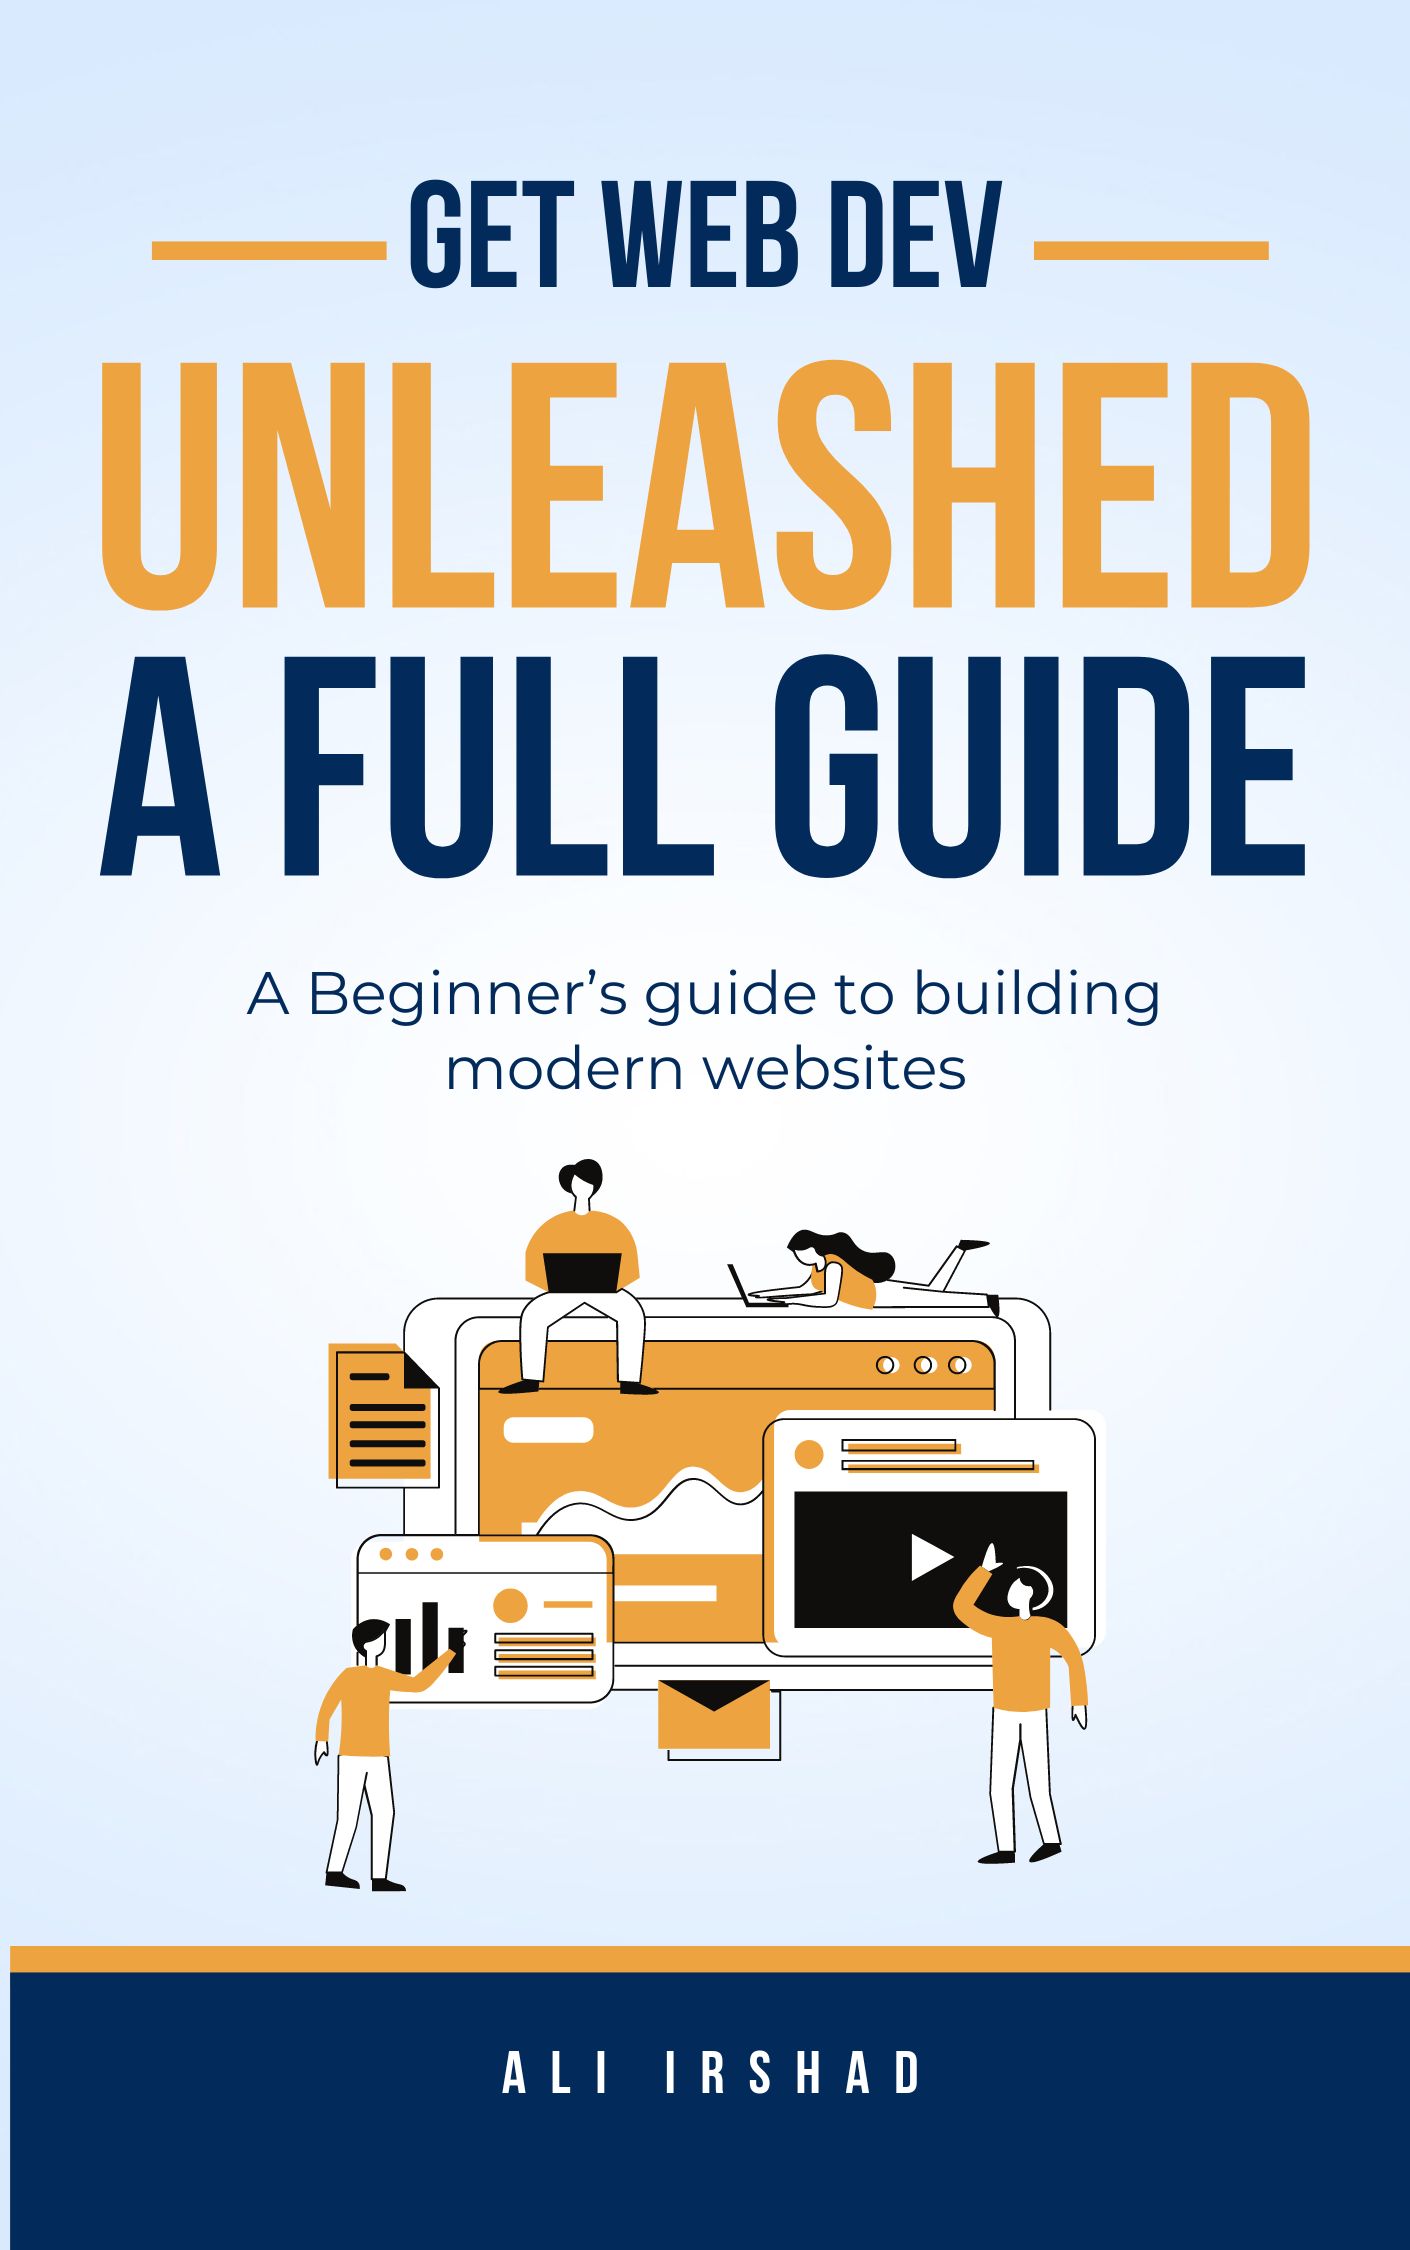 GET WEB DEV
UNLEASHED
A FULL GUIDE
A Beginner’s guide to building
modern websites
ALI IRSHAD